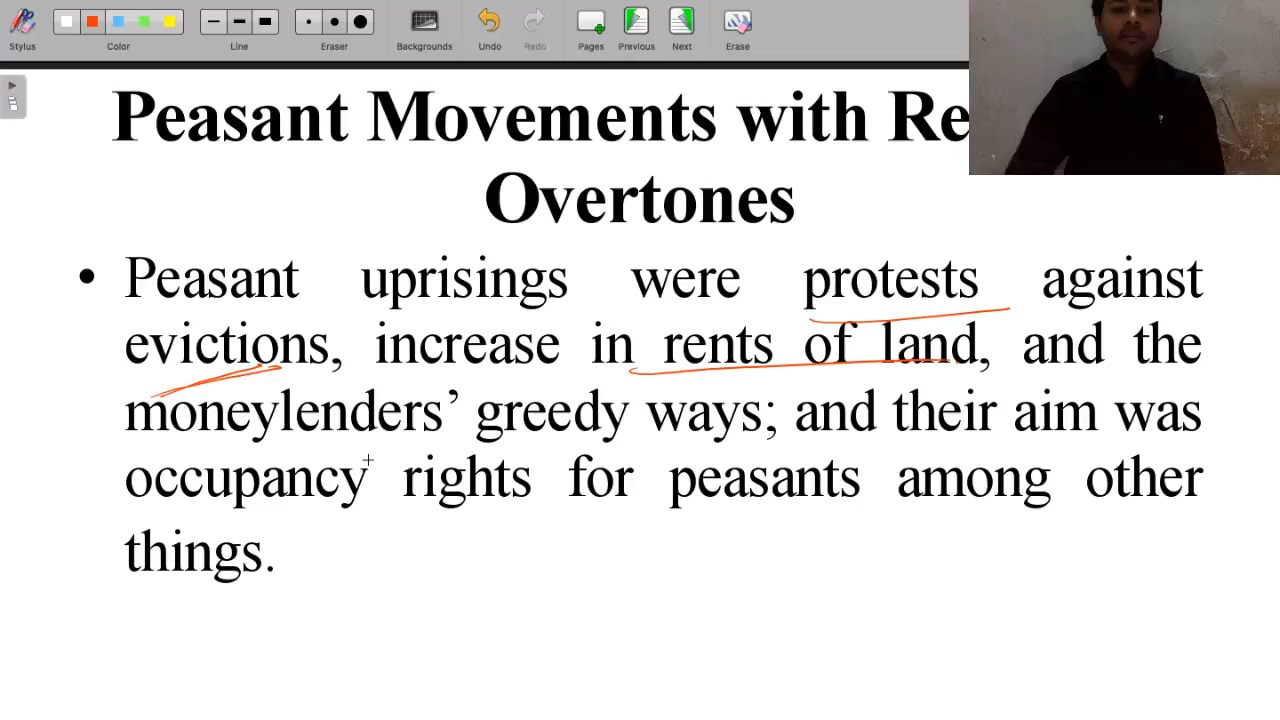 Stylus Color Line Eraser Backgrounds Undo Redo Pages Previous Next Erase
Peasant Movements with
Overtones
• Peasant uprisings were protests against
evictions, increase in rents of land, and the
moneylenders’ greedy ways; and their aim was
occupancy rights for peasants among other
things.